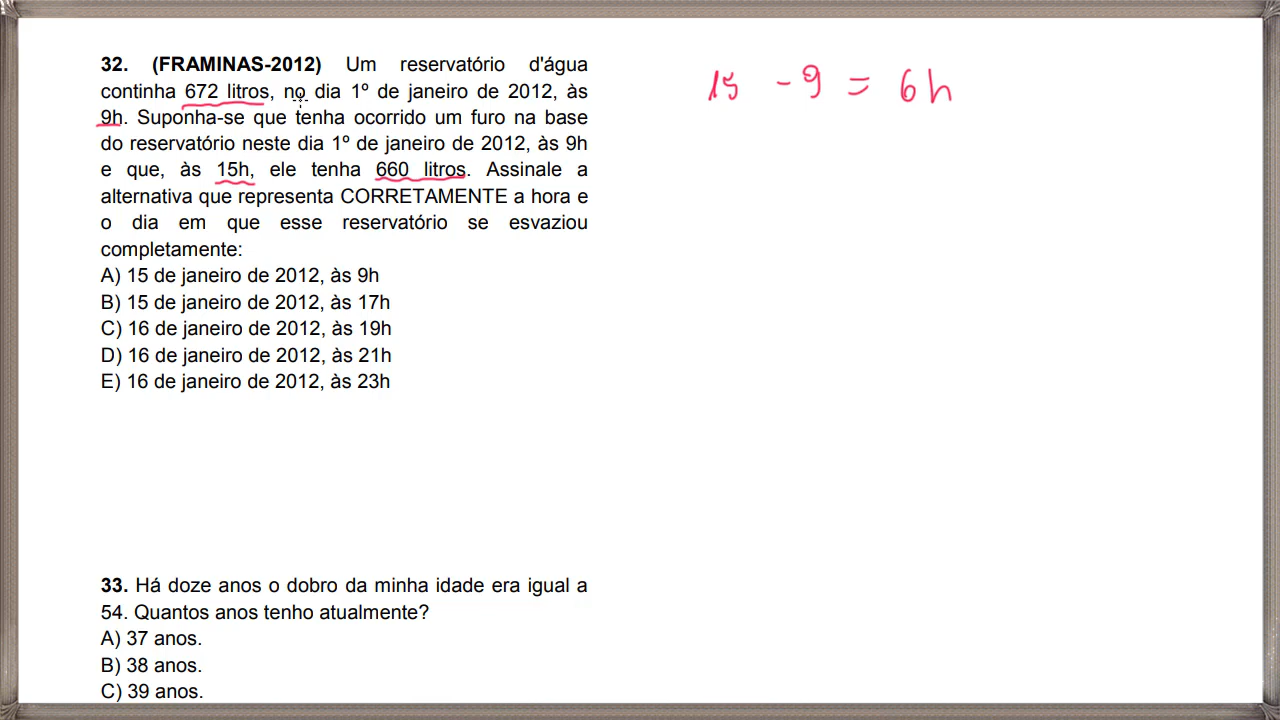 32. (FRAMINAS-2012) Um reservatório d'água
continha 672 litros, no dia 1º de janeiro de 2012, às
9h. Suponha-se que tenha ocorrido um furo na base
do reservatório neste dia 1º de janeiro de 2012, às 9h
e que, às 15h, ele tenha 660 litros. Assinale a
alternativa que representa CORRETAMENTE a hora e
o dia em que esse reservatório se esvaziou
completamente:
A) 15 de janeiro de 2012, às 9h
B) 15 de janeiro de 2012, às 17h
C) 16 de janeiro de 2012, às 19h
D) 16 de janeiro de 2012, às 21h
E) 16 de janeiro de 2012, às 23h
15 - 9 = 6h
33. Há doze anos o dobro da minha idade era igual a
54. Quantos anos tenho atualmente?
A) 37 anos.
B) 38 anos.
C) 39 anos.